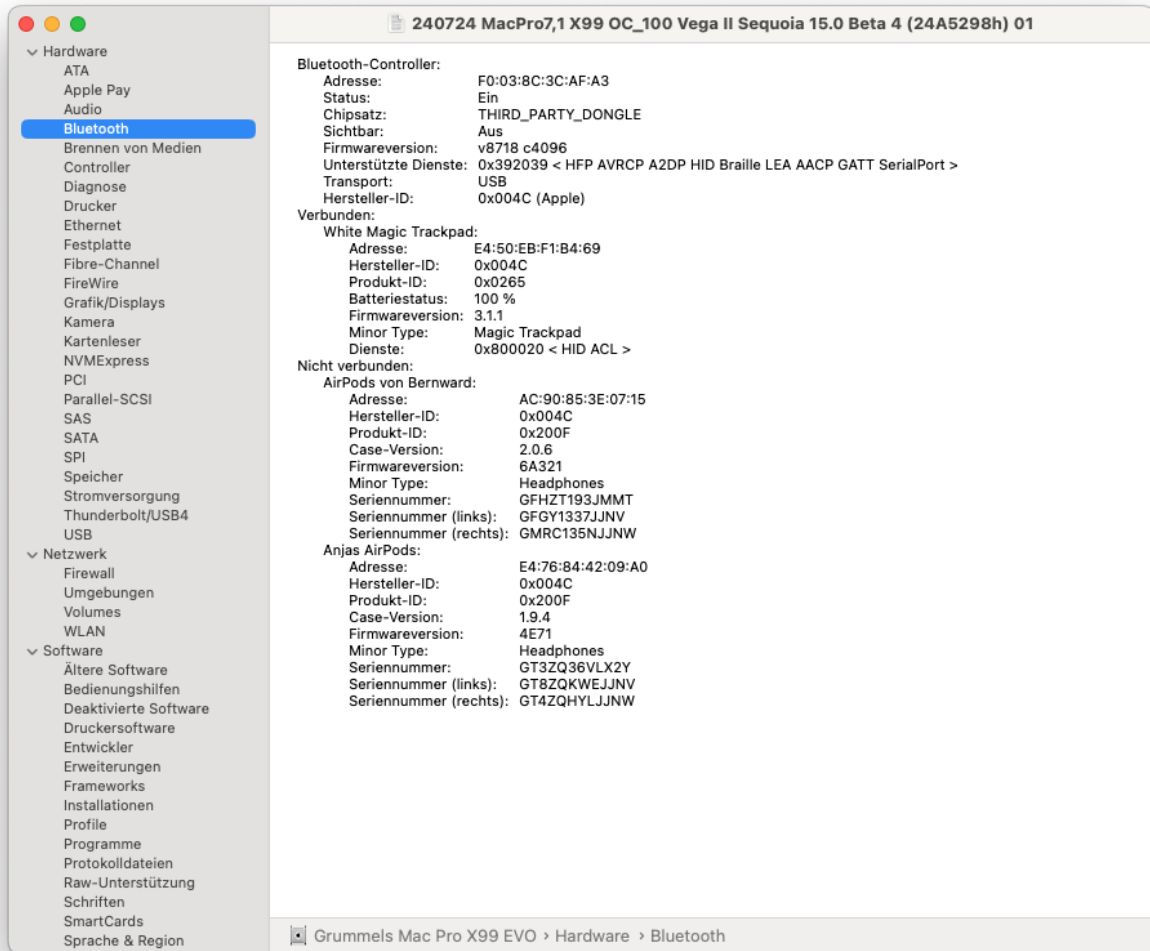 240724 MacPro7,1 X99 OC_100 Vega II Sequoia 15.0 Beta 4 (24A5298h) 01
Hardware
ATA
Apple Pay
Audio
Bluetooth
Brennen von Medien
Controller
Diagnose
Drucker
Ethernet
Festplatte
Fibre-Channel
FireWire
Grafik/Displays
Kamera
Kartenleser
NVMExpress
PCI
Parallel-SCSI
SAS
SATA
SPI
Speicher
Stromversorgung
Thunderbolt/USB4
USB
Netzwerk
Firewall
Umgebungen
Volumes
WLAN
Software
Ältere Software
Bedienungshilfen
Deaktivierte Software
Druckersoftware
Entwickler
Erweiterungen
Frameworks
Installationen
Profile
Programme
Protokolldateien
Raw-Unterstützung
Schriften
SmartCards
Sprache & Region
Bluetooth-Controller:
Adresse: F0:03:8C:3C:AF:A3
Status: Ein
Chipsatz: THIRD_PARTY_DONGLE
Sichtbar: Aus
Firmwareversion: v8718 c4096
Unterstützte Dienste: 0x392039 < HFP AVRCP A2DP HID Braille LEA AACP GATT SerialPort >
Transport: USB
Hersteller-ID: 0x004C (Apple)
Verbunden:
White Magic Trackpad:
Adresse: E4:50:EB:F1:B4:69
Hersteller-ID: 0x004C
Produkt-ID: 0x0265
Batteriestatus: 100 %
Firmwareversion: 3.1.1
Minor Type: Magic Trackpad
Dienste: 0x800020 < HID ACL >
Nicht verbunden:
AirPods von Bernward:
Adresse: AC:90:85:3E:07:15
Hersteller-ID: 0x004C
Produkt-ID: 0x200F
Case-Version: 2.0.6
Firmwareversion: 6A321
Minor Type: Headphones
Seriennummer: GFHZT193JMMT
Seriennummer (links): GFGY1337JJNV
Seriennummer (rechts): GMRC135NJJNW
Anjas AirPods:
Adresse: E4:76:84:42:09:A0
Hersteller-ID: 0x004C
Produkt-ID: 0x200F
Case-Version: 1.9.4
Firmwareversion: 4E71
Minor Type: Headphones
Seriennummer: GT3ZQ36VLX2Y
Seriennummer (links): GT8ZQKWEJJNV
Seriennummer (rechts): GT4ZQHYLJJNW
Grummels Mac Pro X99 EVO › Hardware › Bluetooth